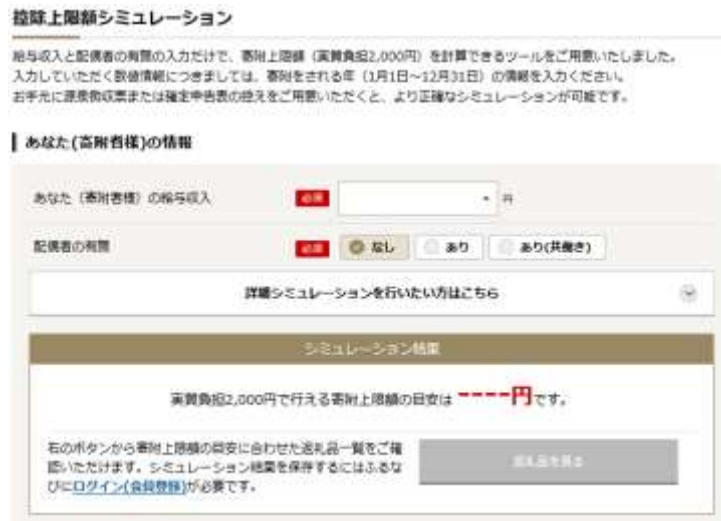 控除上限額シミュレーション
給与収入と配偶者の有無の入力だけで、寄附上限額（実質負担2,000円）を計算できるツールをご用意いたしました。
入力していただく数値情報につきましては、寄附をされる年（1月1日～12月31日）の情報を入力ください。
お手元に源泉徴収票または確定申告表の控えをご用意いただくと、より正確なシミュレーションが可能です。
あなた(寄附者様)の情報
あなた（寄附者様）の給与収入 必須 円
配偶者の有無 必須 なし あり あり(共働き)
詳細シミュレーションを行いたい方はこちら
シミュレーション結果
実質負担2,000円で行える寄附上限額の目安は ----円です。
右のボタンから寄附上限額の目安に合わせた返礼品一覧をご確
認いただけます。シミュレーション結果を保存するにはふるな
びにログイン(会員登録)が必要です。
返礼品を見る